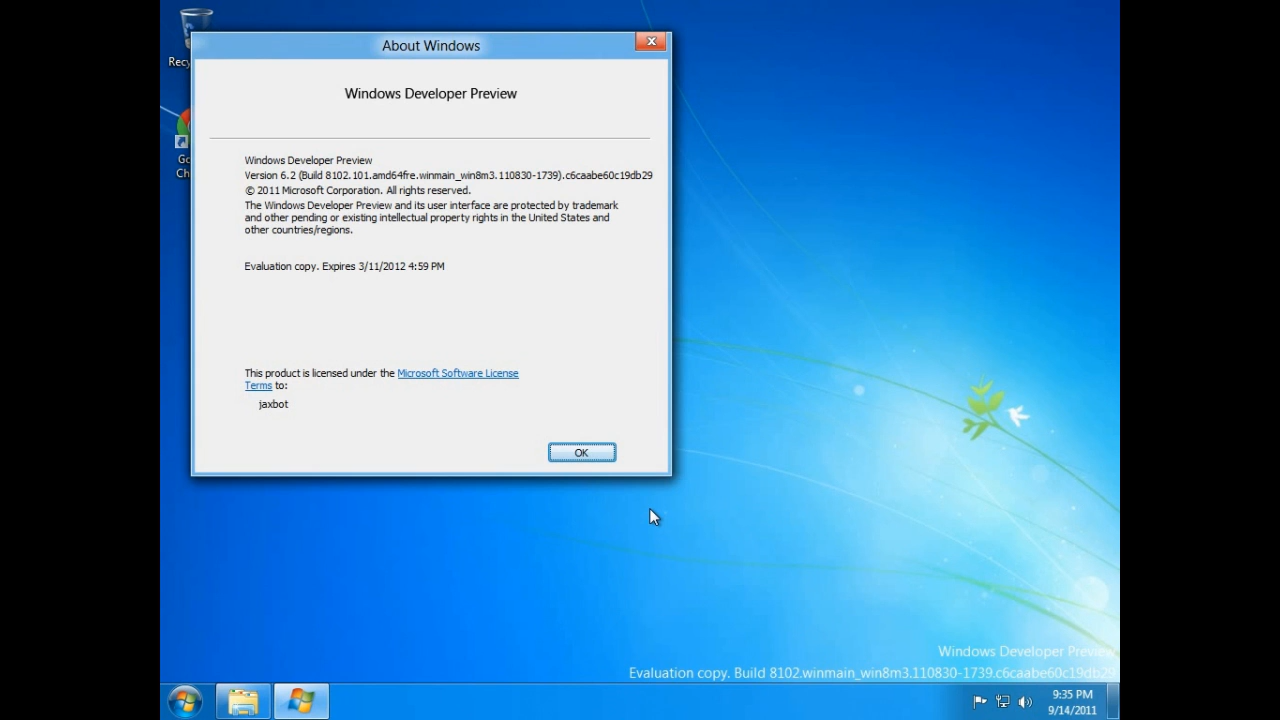 About Windows
Recy
Windows Developer Preview
Go
Ch
Windows Developer Preview
Version 6.2 (Build 8102.101.amd64fre.winmain_win8m3.110830-1739).c6caabe60c19db29
© 2011 Microsoft Corporation. All rights reserved.
The Windows Developer Preview and its user interface are protected by trademark
and other pending or existing intellectual property rights in the United States and
other countries/regions.
Evaluation copy. Expires 3/11/2012 4:59 PM
This product is licensed under the Microsoft Software License
Terms to:
jaxbot
OK
Windows Developer Preview
Evaluation copy. Build 8102.winmain_win8m3.110830-1739.c6caabe60c19db29
9:35 PM
9/14/2011